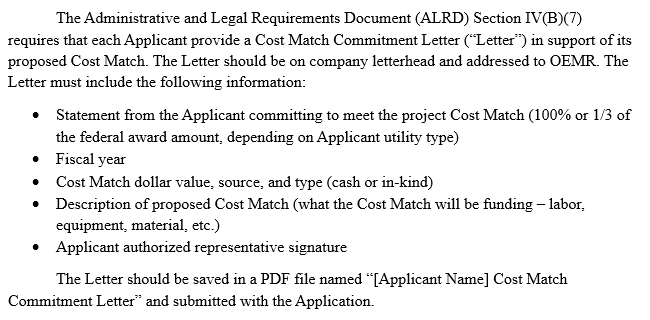 The Administrative and Legal Requirements Document (ALRD) Section IV(B)(7)
requires that each Applicant provide a Cost Match Commitment Letter (“Letter”) in support of its
proposed Cost Match. The Letter should be on company letterhead and addressed to OEMR. The
Letter must include the following information:
• Statement from the Applicant committing to meet the project Cost Match (100% or 1/3 of
the federal award amount, depending on Applicant utility type)
• Fiscal year
• Cost Match dollar value, source, and type (cash or in-kind)
• Description of proposed Cost Match (what the Cost Match will be funding – labor,
equipment, material, etc.)
• Applicant authorized representative signature
The Letter should be saved in a PDF file named “[Applicant Name] Cost Match
Commitment Letter” and submitted with the Application.